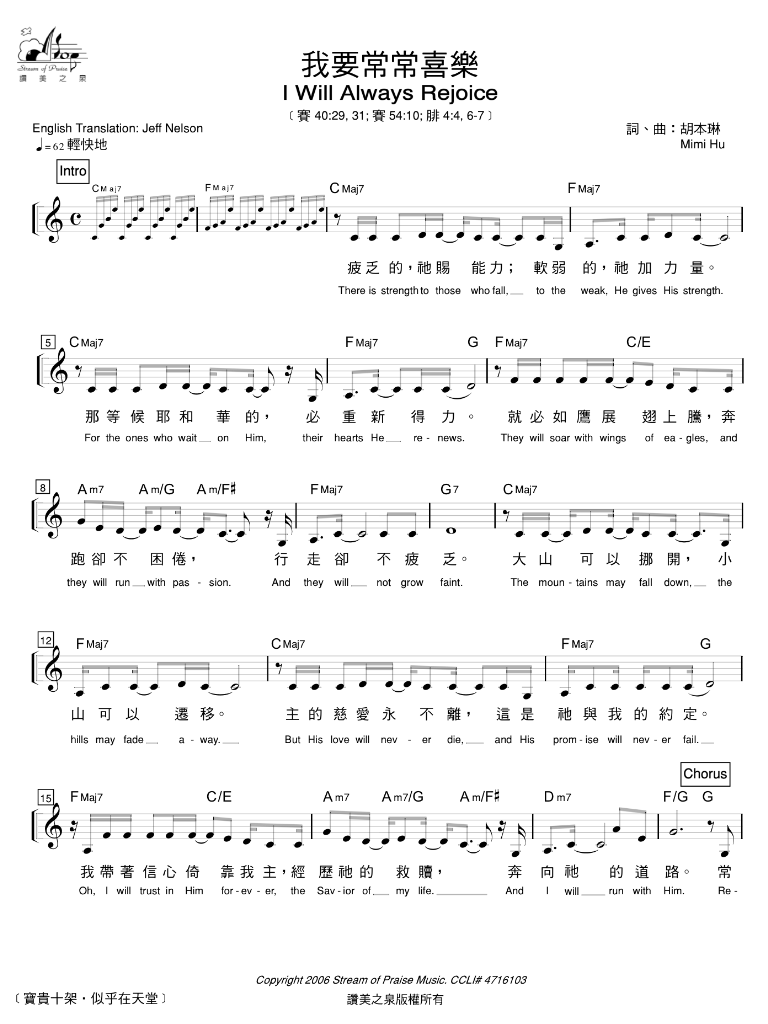 Stream of Praise
讚 美 之 泉
我要常常喜樂
I Will Always Rejoice
﹝ 賽 40:29, 31; 賽 54:10; 腓 4:4, 6-7 ﹞
English Translation: Jeff Nelson
詞、曲：胡本琳
♩= 62 輕快地
Mimi Hu
Intro
CMaj7 FMaj7 CMaj7 FMaj7
疲 乏 的，祂 賜 能 力； 軟 弱 的，祂 加 力 量。
There is strength to those who fall,__ to the weak, He gives His strength.
5 CMaj7 FMaj7 G FMaj7 C/E
那 等 候 耶 和 華 的， 必 重 新 得 力。 就 必 如 鷹 展 翅 上 騰，奔
For the ones who wait__ on Him, their hearts He__ re - news. They will soar with wings of ea - gles, and
8 Am7 Am/G Am/F# FMaj7 G7 CMaj7
跑 卻 不 困 倦， 行 走 卻 不 疲 乏。 大 山 可 以 挪 開，小
they will run__ with pas - sion. And they will__ not grow faint. The moun - tains may fall down,__ the
12 FMaj7 CMaj7 FMaj7 G
山 可 以 遷 移。 主 的 慈 愛 永 不 離，這 是 祂 與 我 的 約 定。
hills may fade__ a - way.__ But His love will nev - er die,__ and His prom - ise will nev - er fail.__
Chorus
15 FMaj7 C/E Am7 Am7/G Am/F# Dm7 F/G G
我 帶 著 信 心 倚 靠 我 主，經 歷 祂 的 救 贖， 奔 向 祂 的 道 路。 常
Oh, I will trust in Him for - ev - er, the Sav - ior of__ my life.__ And I will__ run with Him. Re -
Copyright 2006 Stream of Praise Music. CCLI# 4716103
﹝ 寶貴十架・似乎在天堂 ﹞
讚美之泉版權所有